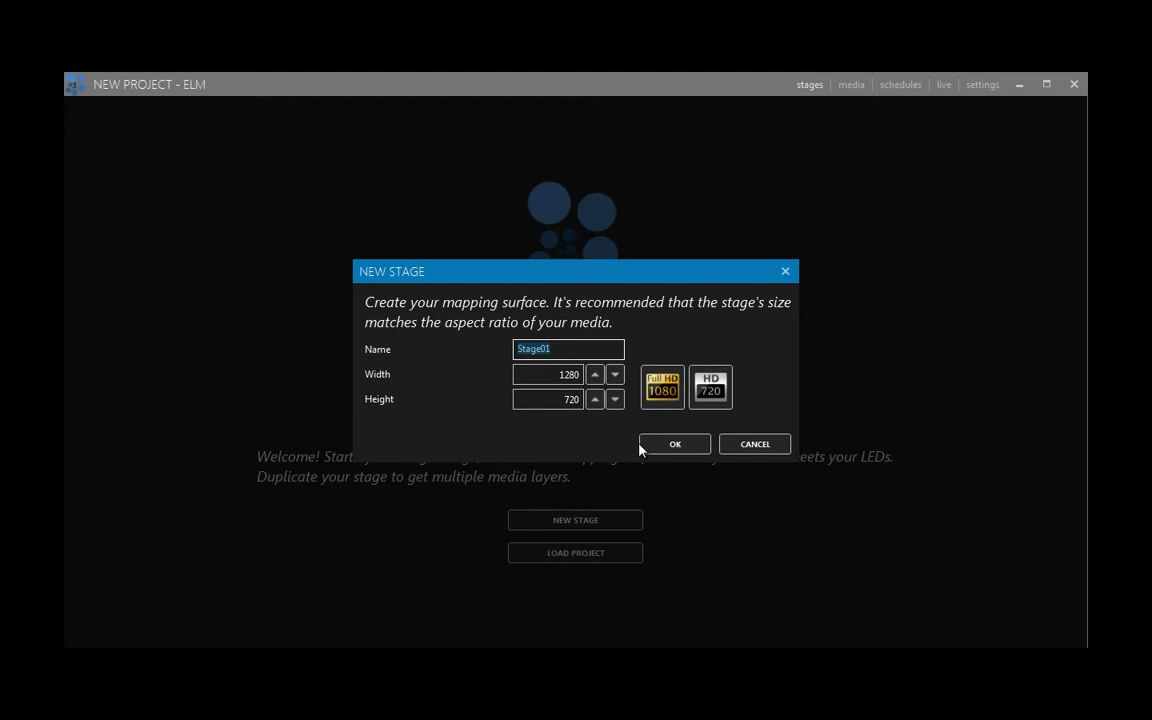 NEW PROJECT - ELM
stages media schedules live settings
NEW STAGE
Create your mapping surface. It's recommended that the stage's size
matches the aspect ratio of your media.
Name Stage01
Width 1280
Height 720
Full HD 1080
HD 720
OK CANCEL
Welcome! Start eets your LEDs.
Duplicate your stage to get multiple media layers.
NEW STAGE
LOAD PROJECT